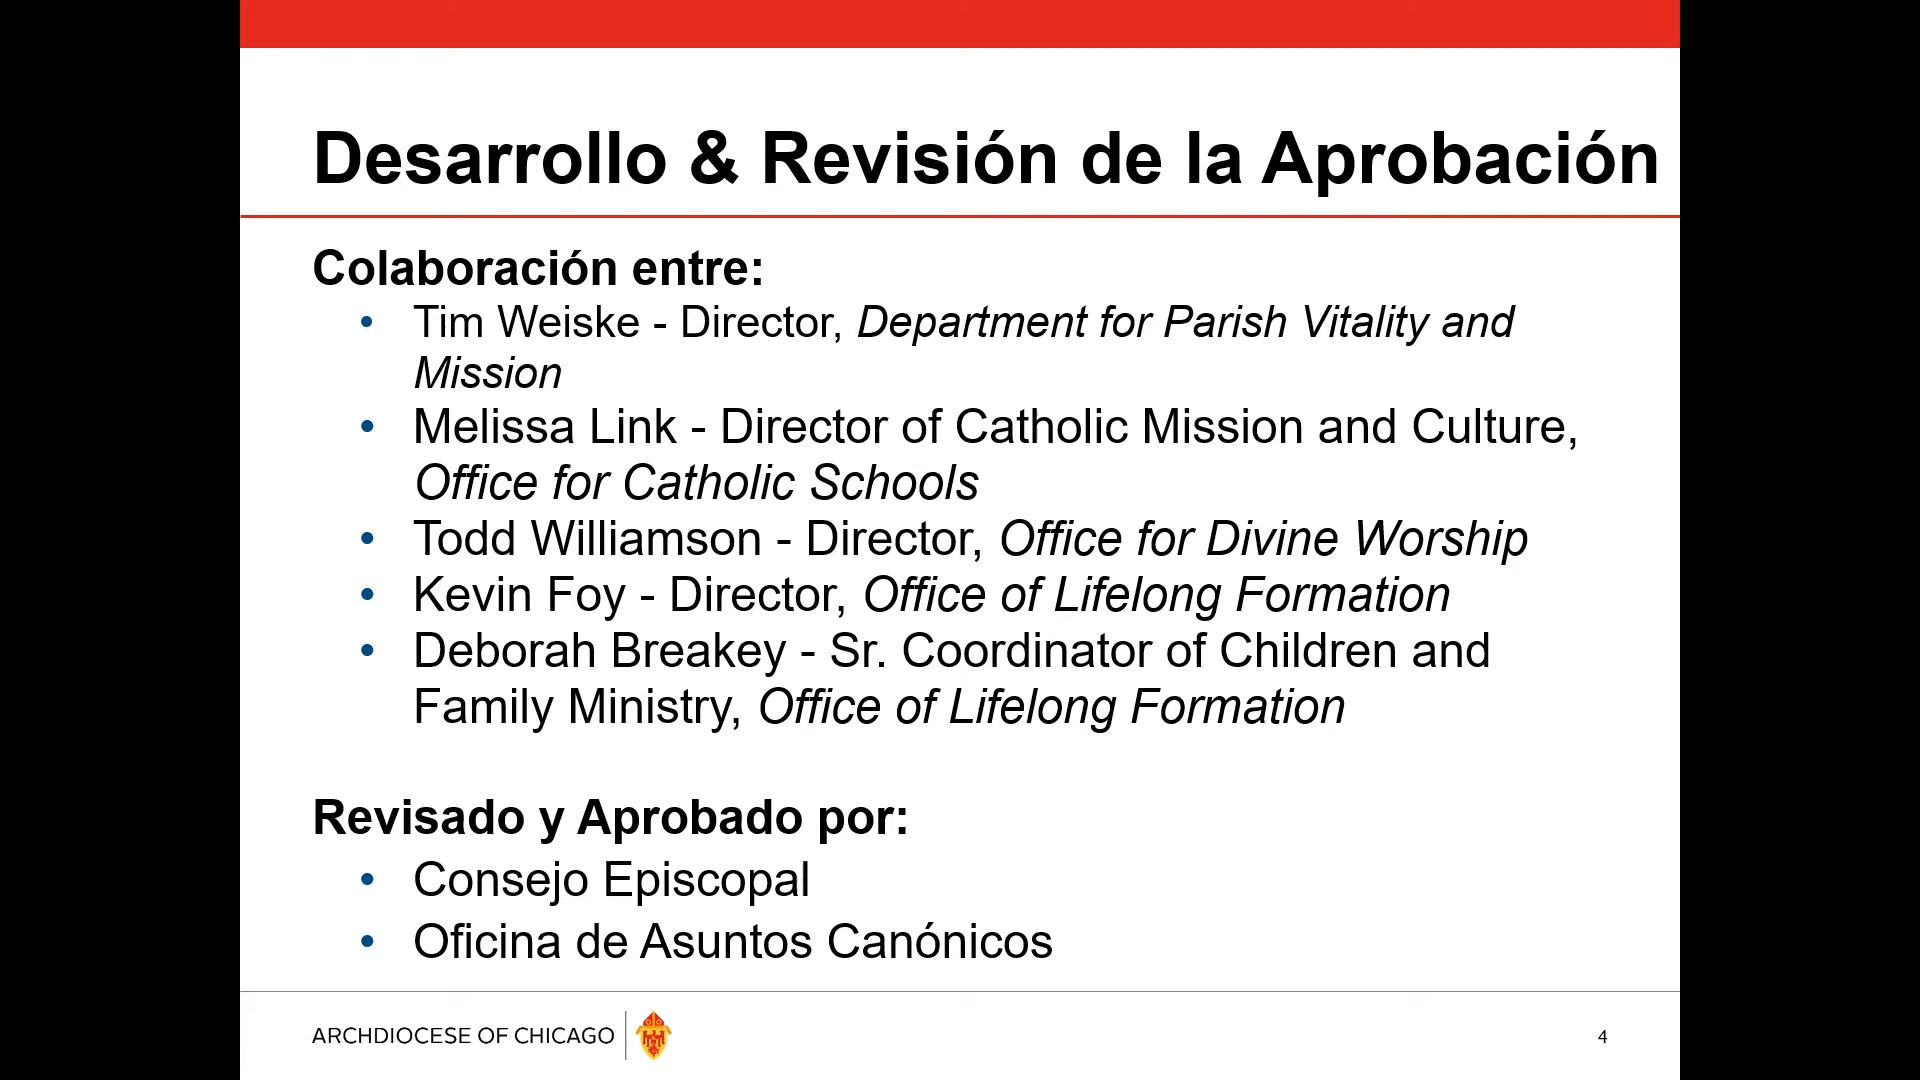 Desarrollo & Revisión de la Aprobación
Colaboración entre:
• Tim Weiske - Director, Department for Parish Vitality and
Mission
• Melissa Link - Director of Catholic Mission and Culture,
Office for Catholic Schools
• Todd Williamson - Director, Office for Divine Worship
• Kevin Foy - Director, Office of Lifelong Formation
• Deborah Breakey - Sr. Coordinator of Children and
Family Ministry, Office of Lifelong Formation
Revisado y Aprobado por:
• Consejo Episcopal
• Oficina de Asuntos Canónicos
ARCHDIOCESE OF CHICAGO
4